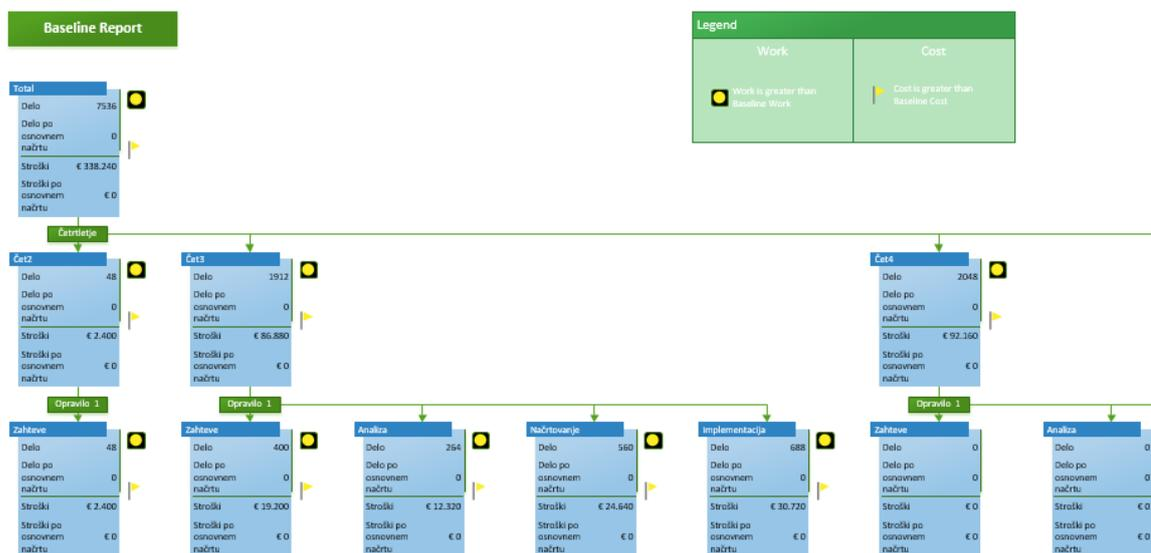 Baseline Report
Legend
Work
Cost
Work is greater than
Baseline Work
Cost is greater than
Baseline Cost
Total
Delo 7536
Delo po
osnovnem
načrtu 0
Stroški € 338.240
Stroški po
osnovnem
načrtu € 0
Četrtletje
Čet2
Delo 48
Delo po
osnovnem
načrtu 0
Stroški € 2.400
Stroški po
osnovnem
načrtu € 0
Čet3
Delo 1912
Delo po
osnovnem
načrtu 0
Stroški € 86.880
Stroški po
osnovnem
načrtu € 0
Čet4
Delo 2048
Delo po
osnovnem
načrtu 0
Stroški € 92.160
Stroški po
osnovnem
načrtu € 0
Opravilo 1
Opravilo 1
Opravilo 1
Zahteve
Delo 48
Delo po
osnovnem
načrtu 0
Stroški € 2.400
Stroški po
osnovnem
načrtu € 0
Zahteve
Delo 400
Delo po
osnovnem
načrtu 0
Stroški € 19.200
Stroški po
osnovnem
načrtu € 0
Analiza
Delo 264
Delo po
osnovnem
načrtu 0
Stroški € 12.320
Stroški po
osnovnem
načrtu € 0
Načrtovanje
Delo 560
Delo po
osnovnem
načrtu 0
Stroški € 24.640
Stroški po
osnovnem
načrtu € 0
Implementacija
Delo 688
Delo po
osnovnem
načrtu 0
Stroški € 30.720
Stroški po
osnovnem
načrtu € 0
Zahteve
Delo 0
Delo po
osnovnem
načrtu 0
Stroški € 0
Stroški po
osnovnem
načrtu € 0
Analiza
Delo 0
Delo po
osnovnem
načrtu 0
Stroški € 0
Stroški po
osnovnem
načrtu € 0